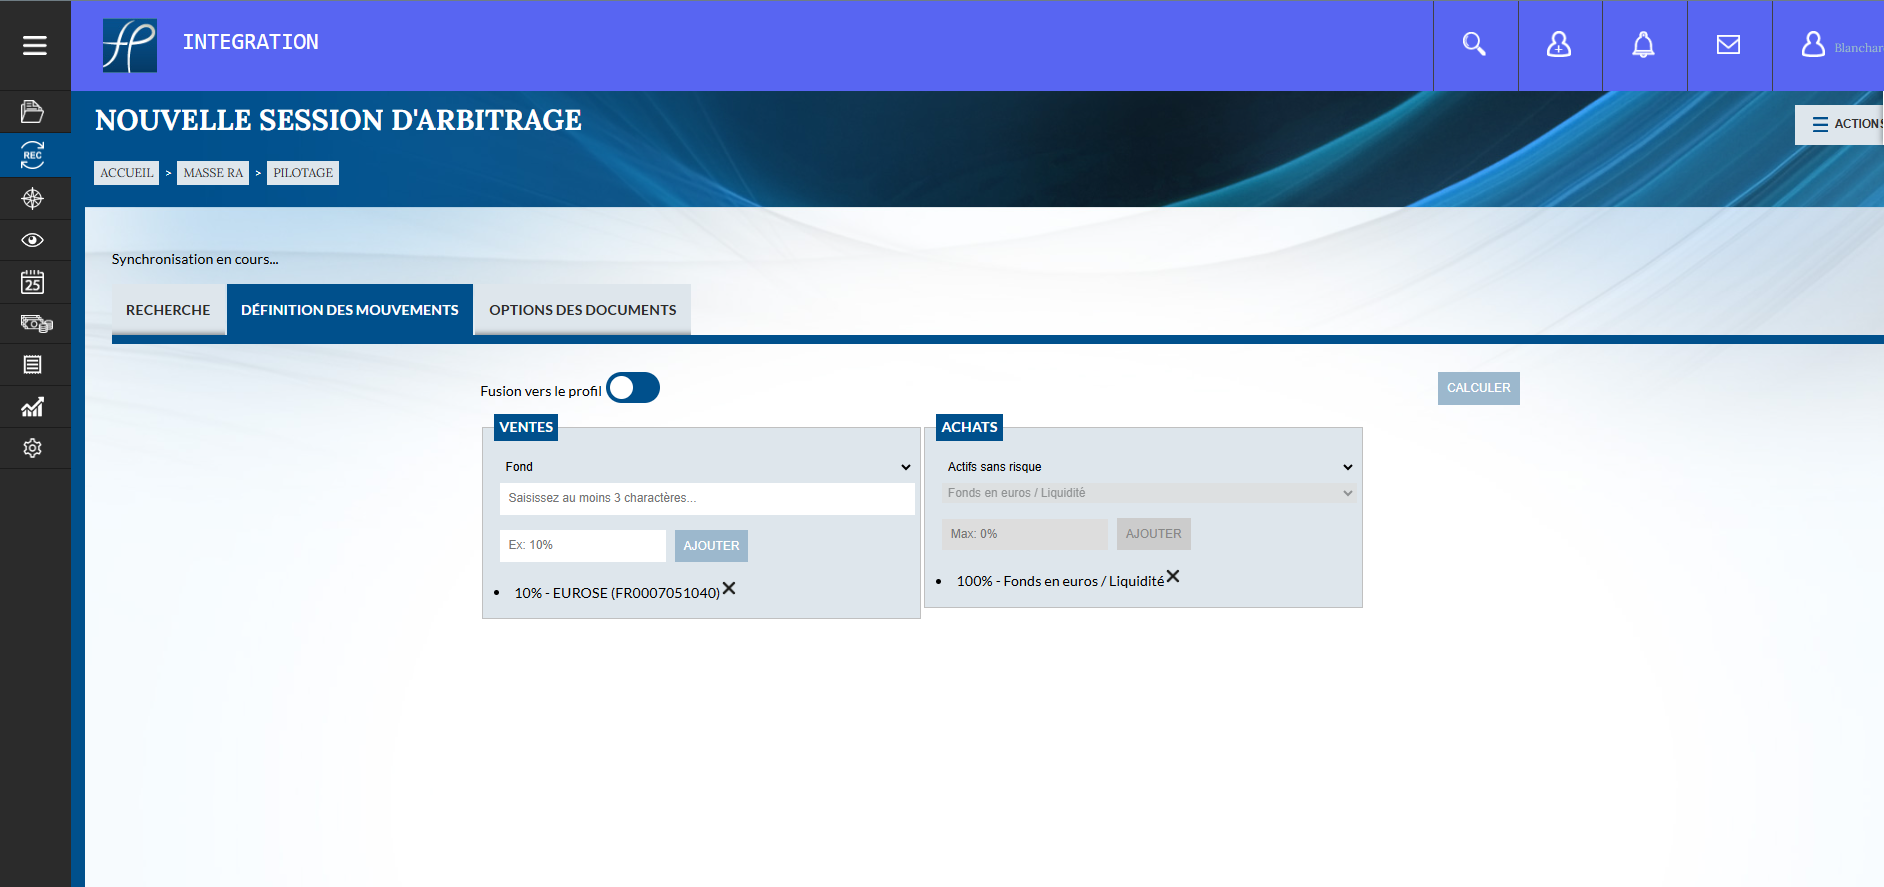 INTEGRATION
Blanchar
NOUVELLE SESSION D'ARBITRAGE
ACTIONS
ACCUEIL > MASSE RA > PILOTAGE
REC
25
Synchronisation en cours...
RECHERCHE DÉFINITION DES MOUVEMENTS OPTIONS DES DOCUMENTS
Fusion vers le profil
CALCULER
VENTES
Fond
Saisissez au moins 3 charactères...
Ex: 10% AJOUTER
• 10% - EUROSE (FR0007051040)
ACHATS
Actifs sans risque
Fonds en euros / Liquidité
Max: 0% AJOUTER
• 100% - Fonds en euros / Liquidité